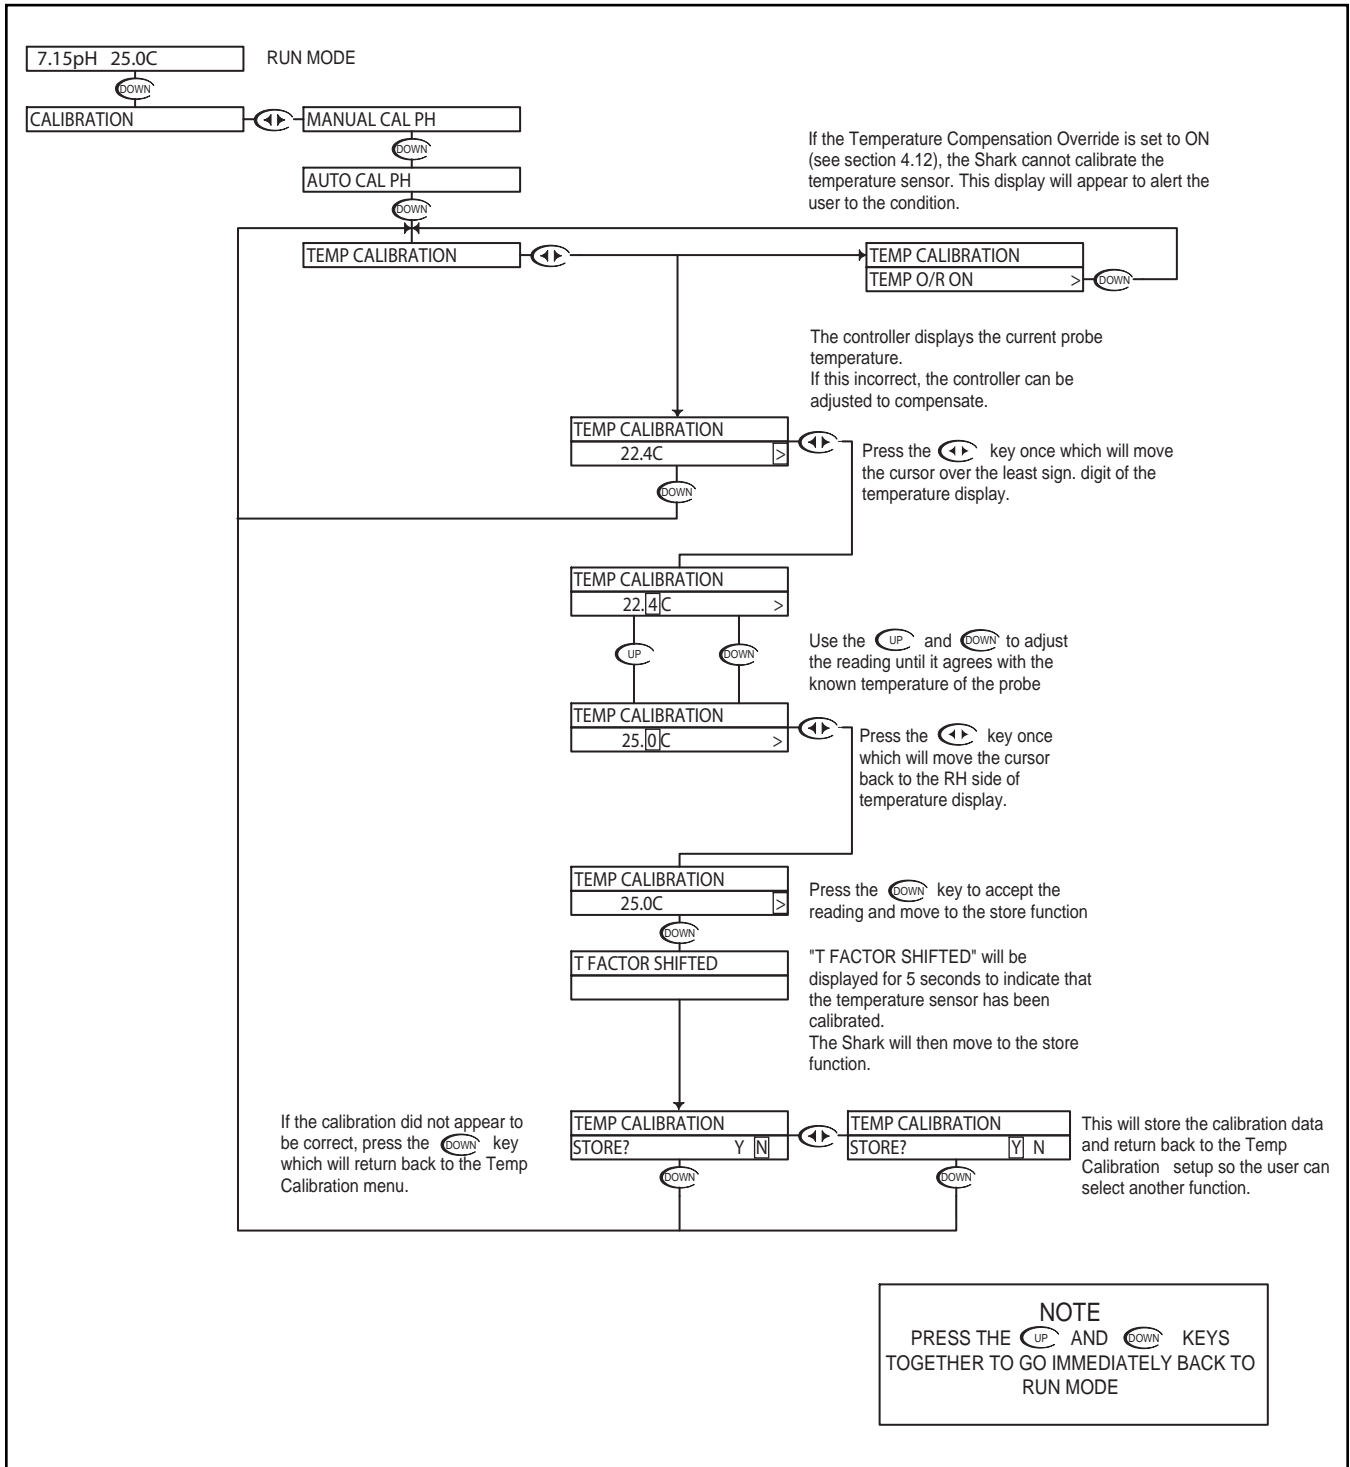 7.15pH 25.0C
RUN MODE
DOWN
CALIBRATION
MANUAL CAL PH
DOWN
AUTO CAL PH
DOWN
If the Temperature Compensation Override is set to ON
(see section 4.12), the Shark cannot calibrate the
temperature sensor. This display will appear to alert the
user to the condition.
TEMP CALIBRATION
TEMP CALIBRATION
TEMP O/R ON >
DOWN
The controller displays the current probe
temperature.
If this incorrect, the controller can be
adjusted to compensate.
TEMP CALIBRATION
22.4C >
DOWN
Press the key once which will move
the cursor over the least sign. digit of the
temperature display.
TEMP CALIBRATION
22.4C >
UP
DOWN
Use the UP and DOWN to adjust
the reading until it agrees with the
known temperature of the probe
TEMP CALIBRATION
25.0C >
Press the key once
which will move the cursor
back to the RH side of
temperature display.
TEMP CALIBRATION
25.0C >
DOWN
Press the DOWN key to accept the
reading and move to the store function
T FACTOR SHIFTED
"T FACTOR SHIFTED" will be
displayed for 5 seconds to indicate that
the temperature sensor has been
calibrated.
The Shark will then move to the store
function.
If the calibration did not appear to
be correct, press the DOWN key
which will return back to the Temp
Calibration menu.
TEMP CALIBRATION
STORE? Y N
DOWN
TEMP CALIBRATION
STORE? Y N
DOWN
This will store the calibration data
and return back to the Temp
Calibration setup so the user can
select another function.
NOTE
PRESS THE UP AND DOWN KEYS
TOGETHER TO GO IMMEDIATELY BACK TO
RUN MODE